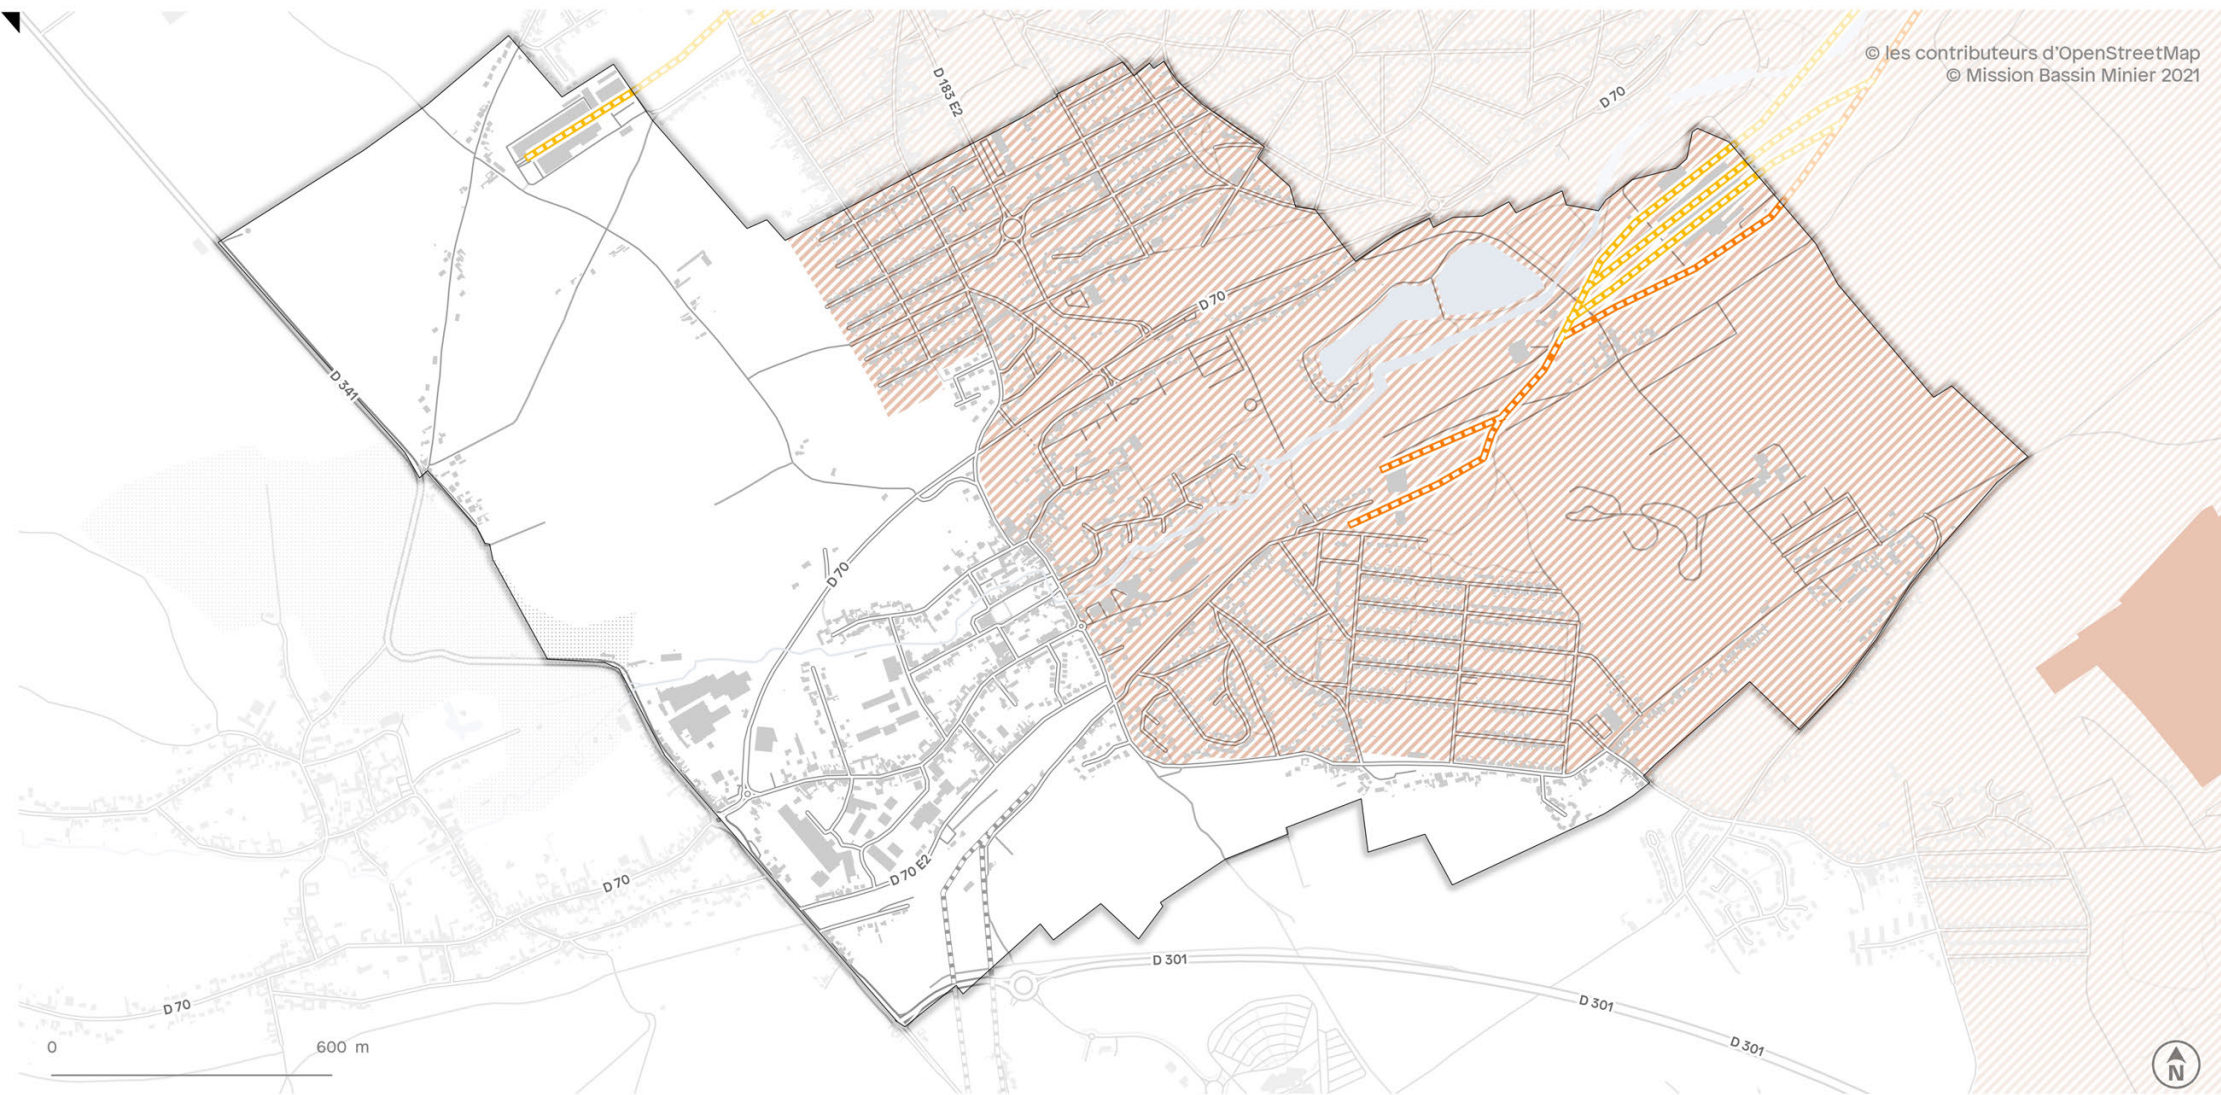 © les contributeurs d'OpenStreetMap
© Mission Bassin Minier 2021
D 183 E2
D 70
D 70
D 341
D 70
D 70 E2
D 70
D 301
D 301
D 70
D 301
0 600 m
N